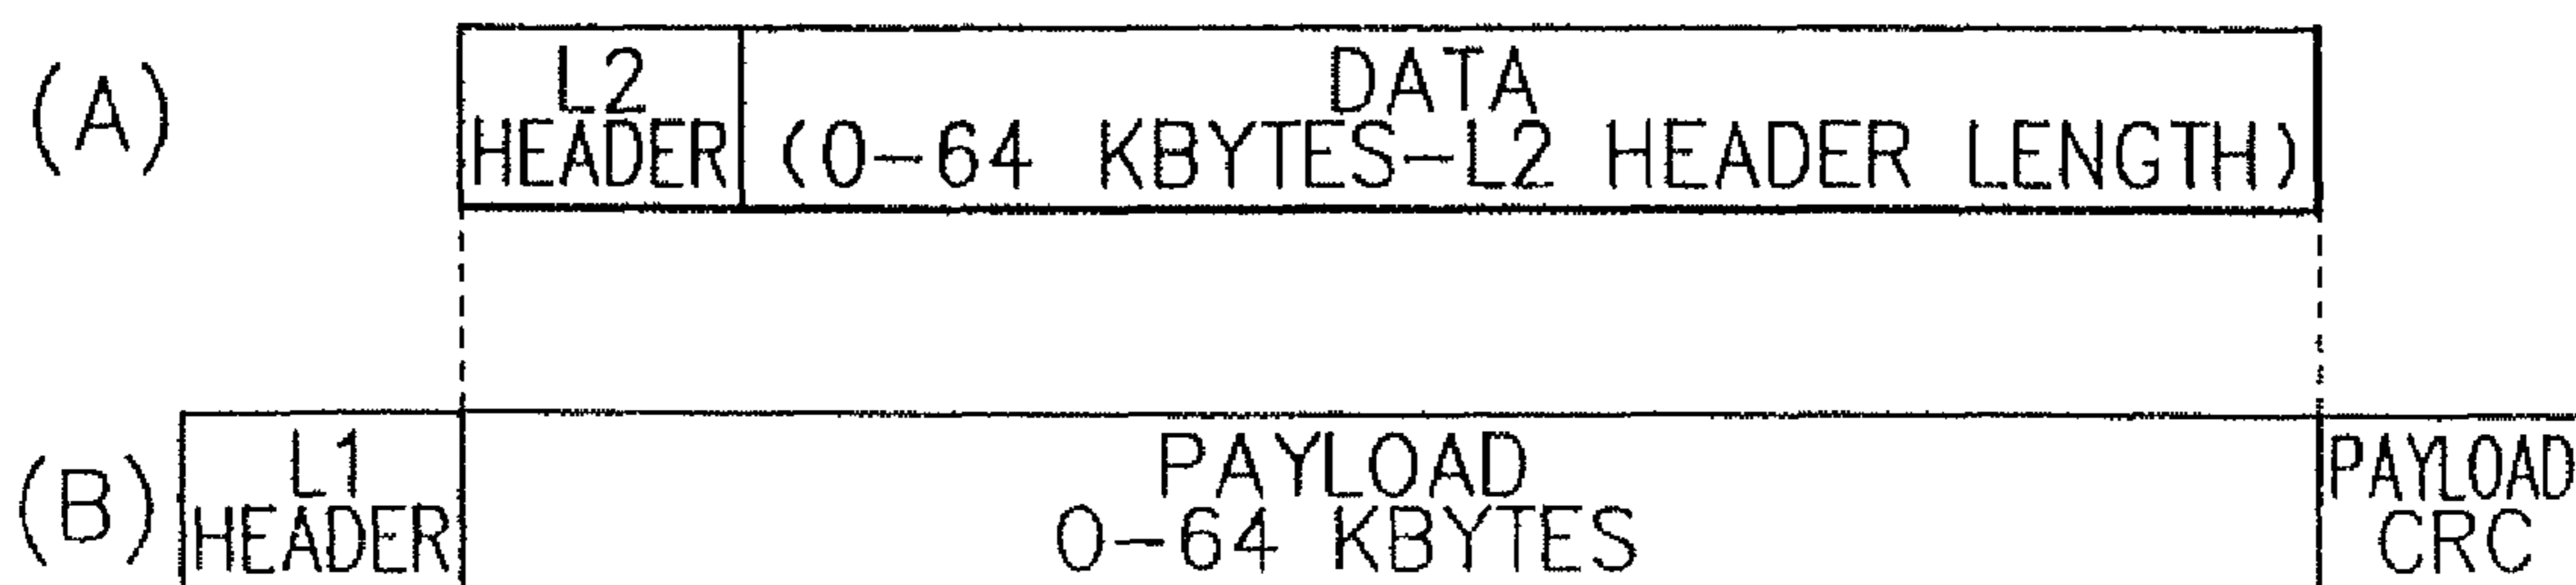 (A)
L2
HEADER
DATA
(0-64 KBYTES-L2 HEADER LENGTH)
(B)
L1
HEADER
PAYLOAD
0-64 KBYTES
PAYLOAD
CRC